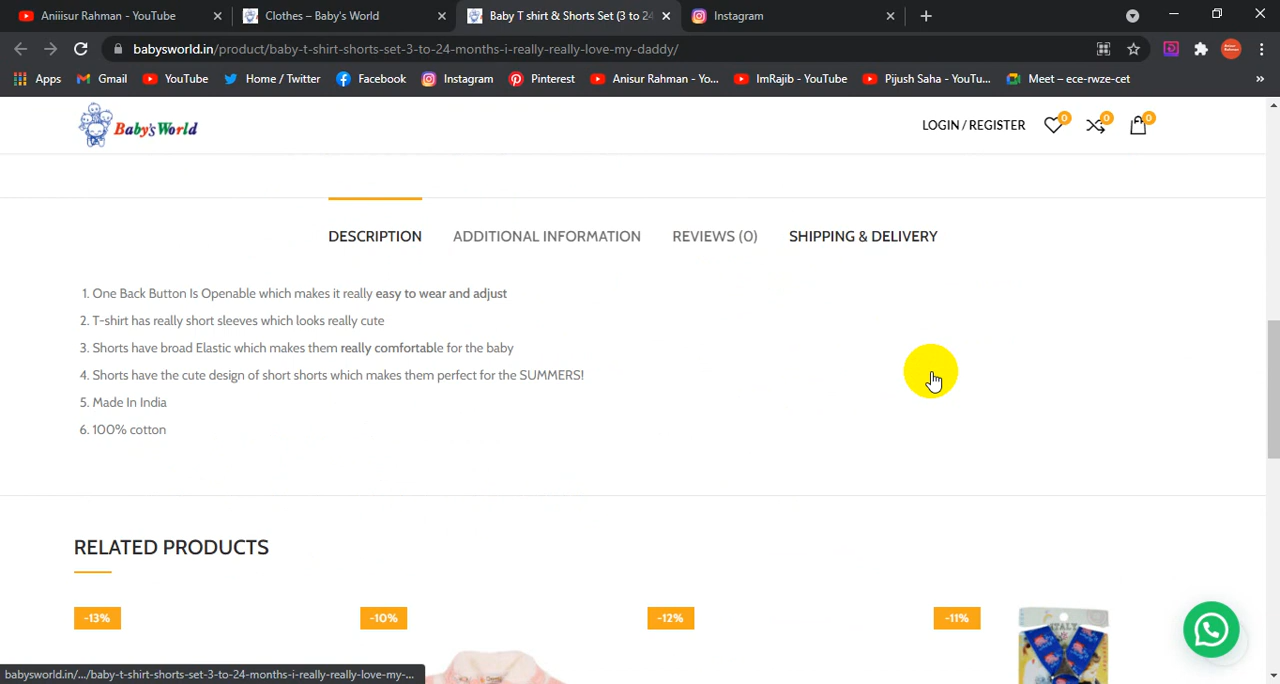 Aniiisur Rahman - YouTube
Clothes – Baby's World
Baby T shirt & Shorts Set (3 to 24
Instagram
babysworld.in/product/baby-t-shirt-shorts-set-3-to-24-months-i-really-really-love-my-daddy/
Apps
Gmail
YouTube
Home / Twitter
Facebook
Instagram
Pinterest
Anisur Rahman - Yo...
ImRajib - YouTube
Pijush Saha - YouTu...
Meet – ece-rwze-cet
»
Baby's World
LOGIN / REGISTER
0
0
0
DESCRIPTION
ADDITIONAL INFORMATION
REVIEWS (0)
SHIPPING & DELIVERY
1. One Back Button Is Openable which makes it really easy to wear and adjust
2. T-shirt has really short sleeves which looks really cute
3. Shorts have broad Elastic which makes them really comfortable for the baby
4. Shorts have the cute design of short shorts which makes them perfect for the SUMMERS!
5. Made In India
6. 100% cotton
RELATED PRODUCTS
-13%
-10%
-12%
-11%
babysworld.in/.../baby-t-shirt-shorts-set-3-to-24-months-i-really-really-love-my-...